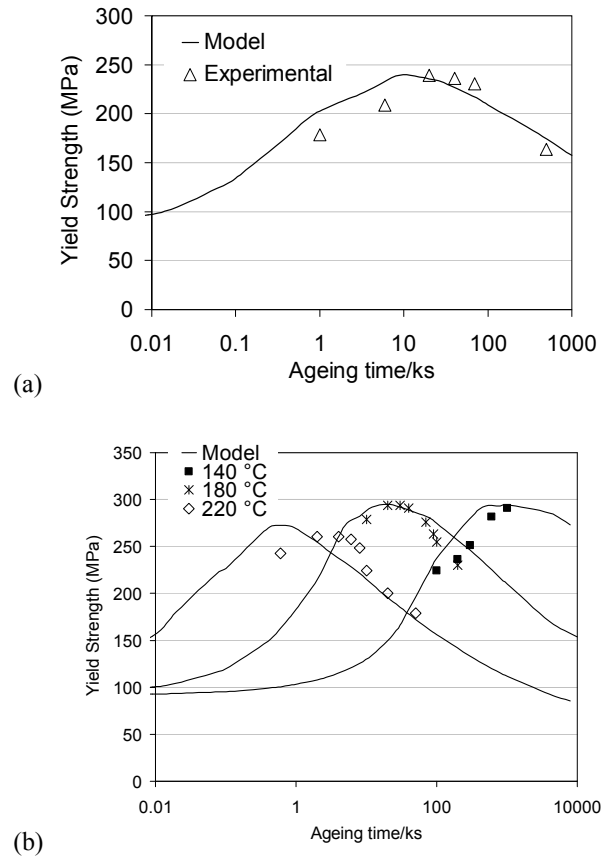 300
250
200
150
100
50
0
Yield Strength (MPa)
Model
Experimental
0.01 0.1 1 10 100 1000
Ageing time/ks
(a)
350
300
250
200
150
100
50
0
Yield Strength (MPa)
Model
140 °C
180 °C
220 °C
0.01 1 100 10000
Ageing time/ks
(b)